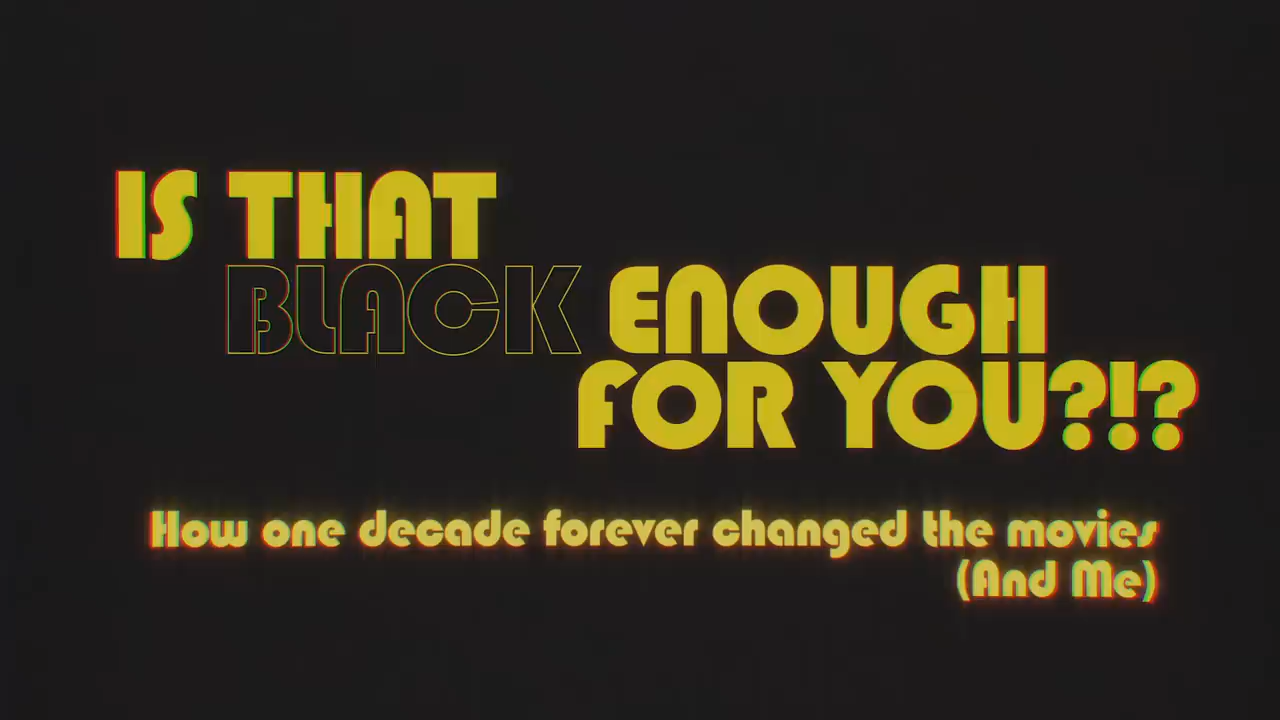 IS THAT
BLACK ENOUGH
FOR YOU?!?
How one decade forever changed the movies
(And Me)